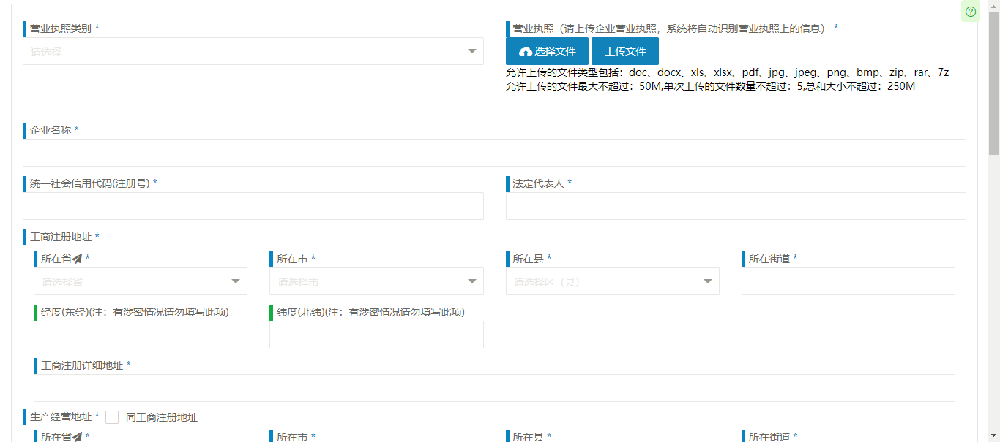 营业执照类别 *
请选择
营业执照（请上传企业营业执照，系统将自动识别营业执照上的信息） *
选择文件
上传文件
允许上传的文件类型包括：doc、docx、xls、xlsx、pdf、jpg、jpeg、png、bmp、zip、rar、7z
允许上传的文件最大不超过：50M,单次上传的文件数量不超过：5,总和大小不超过：250M
企业名称 *
统一社会信用代码(注册号) *
法定代表人 *
工商注册地址 *
所在省 *
所在市 *
所在县 *
所在街道 *
请选择省
请选择市
请选择区（县）
经度(东经)(注：有涉密情况请勿填写此项)
纬度(北纬)(注：有涉密情况请勿填写此项)
工商注册详细地址 *
生产经营地址 *
同工商注册地址
所在省 *
所在市 *
所在县 *
所在街道 *